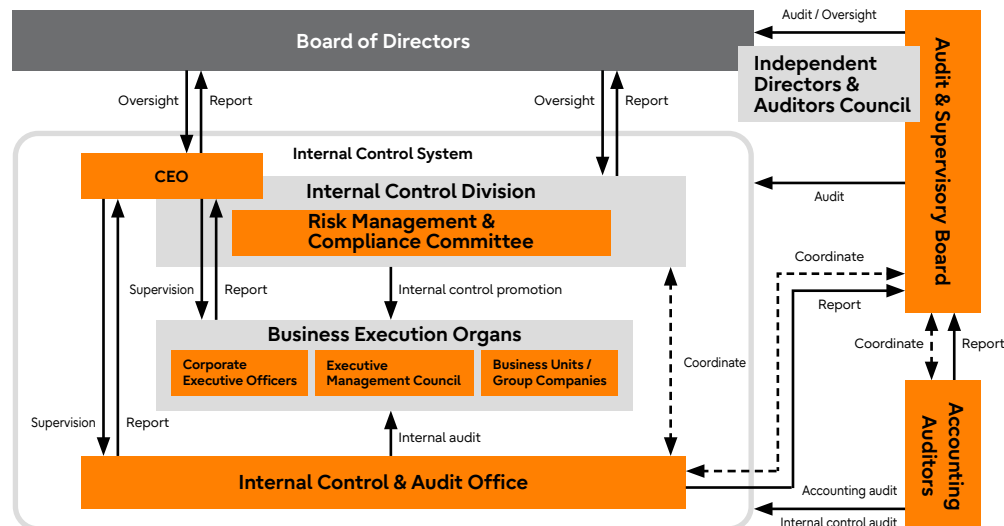 Board of Directors
Audit / Oversight
Independent
Directors &
Auditors Council
Audit & Supervisory Board
Oversight
Report
Oversight
Report
Internal Control System
CEO
Internal Control Division
Risk Management &
Compliance Committee
Audit
Supervision
Report
Internal control promotion
Coordinate
Report
Business Execution Organs
Corporate
Executive Officers
Executive
Management Council
Business Units /
Group Companies
Coordinate
Coordinate
Report
Supervision
Report
Internal audit
Accounting
Auditors
Internal Control & Audit Office
Accounting audit
Internal control audit